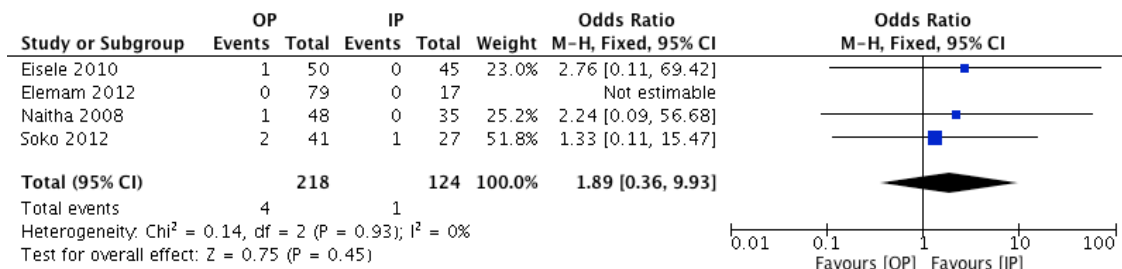 OP IP Odds Ratio Odds Ratio
Study or Subgroup Events Total Events Total Weight M-H, Fixed, 95% CI M-H, Fixed, 95% CI
Eisele 2010 1 50 0 45 23.0% 2.76 [0.11, 69.42]
Elemam 2012 0 79 0 17 Not estimable
Naitha 2008 1 48 0 35 25.2% 2.24 [0.09, 56.68]
Soko 2012 2 41 1 27 51.8% 1.33 [0.11, 15.47]
Total (95% CI) 218 124 100.0% 1.89 [0.36, 9.93]
Total events 4 1
Heterogeneity: Chi² = 0.14, df = 2 (P = 0.93); I² = 0%
Test for overall effect: Z = 0.75 (P = 0.45)
0.01 0.1 1 10 100
Favours [OP] Favours [IP]